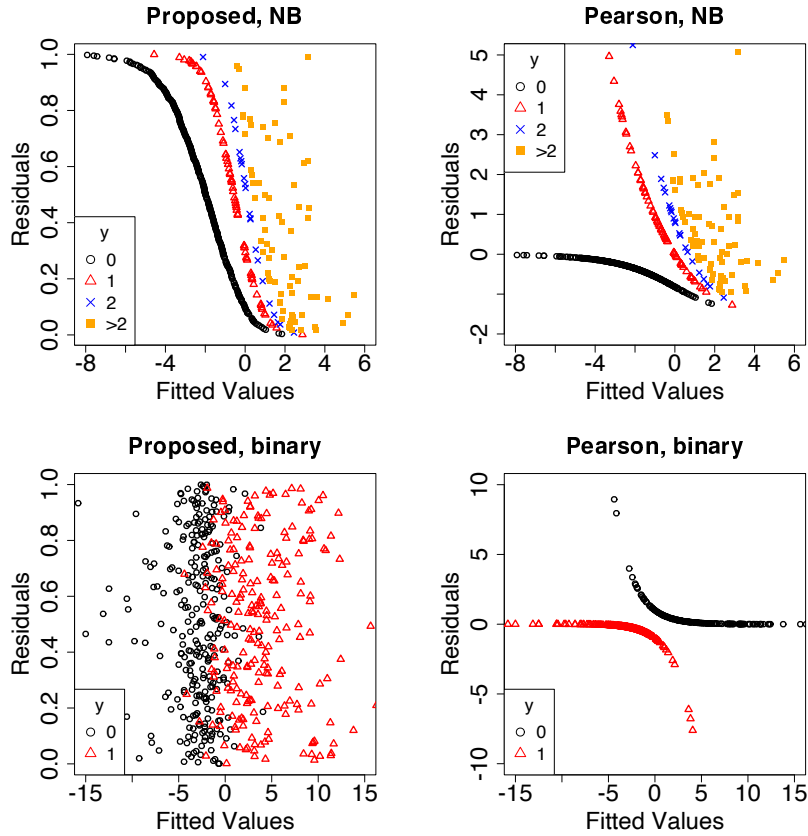 Proposed, NB
Residuals
0.0 0.2 0.4 0.6 0.8 1.0
y
0
1
2
>2
-8 -4 0 2 4 6
Fitted Values
Pearson, NB
Residuals
-2 0 1 2 3 4 5
y
0
1
2
>2
-8 -4 0 2 4 6
Fitted Values
Proposed, binary
Residuals
0.0 0.2 0.4 0.6 0.8 1.0
y
0
1
-15 -5 0 5 10 15
Fitted Values
Pearson, binary
Residuals
-10 -5 0 5 10
y
0
1
-15 -5 0 5 10 15
Fitted Values